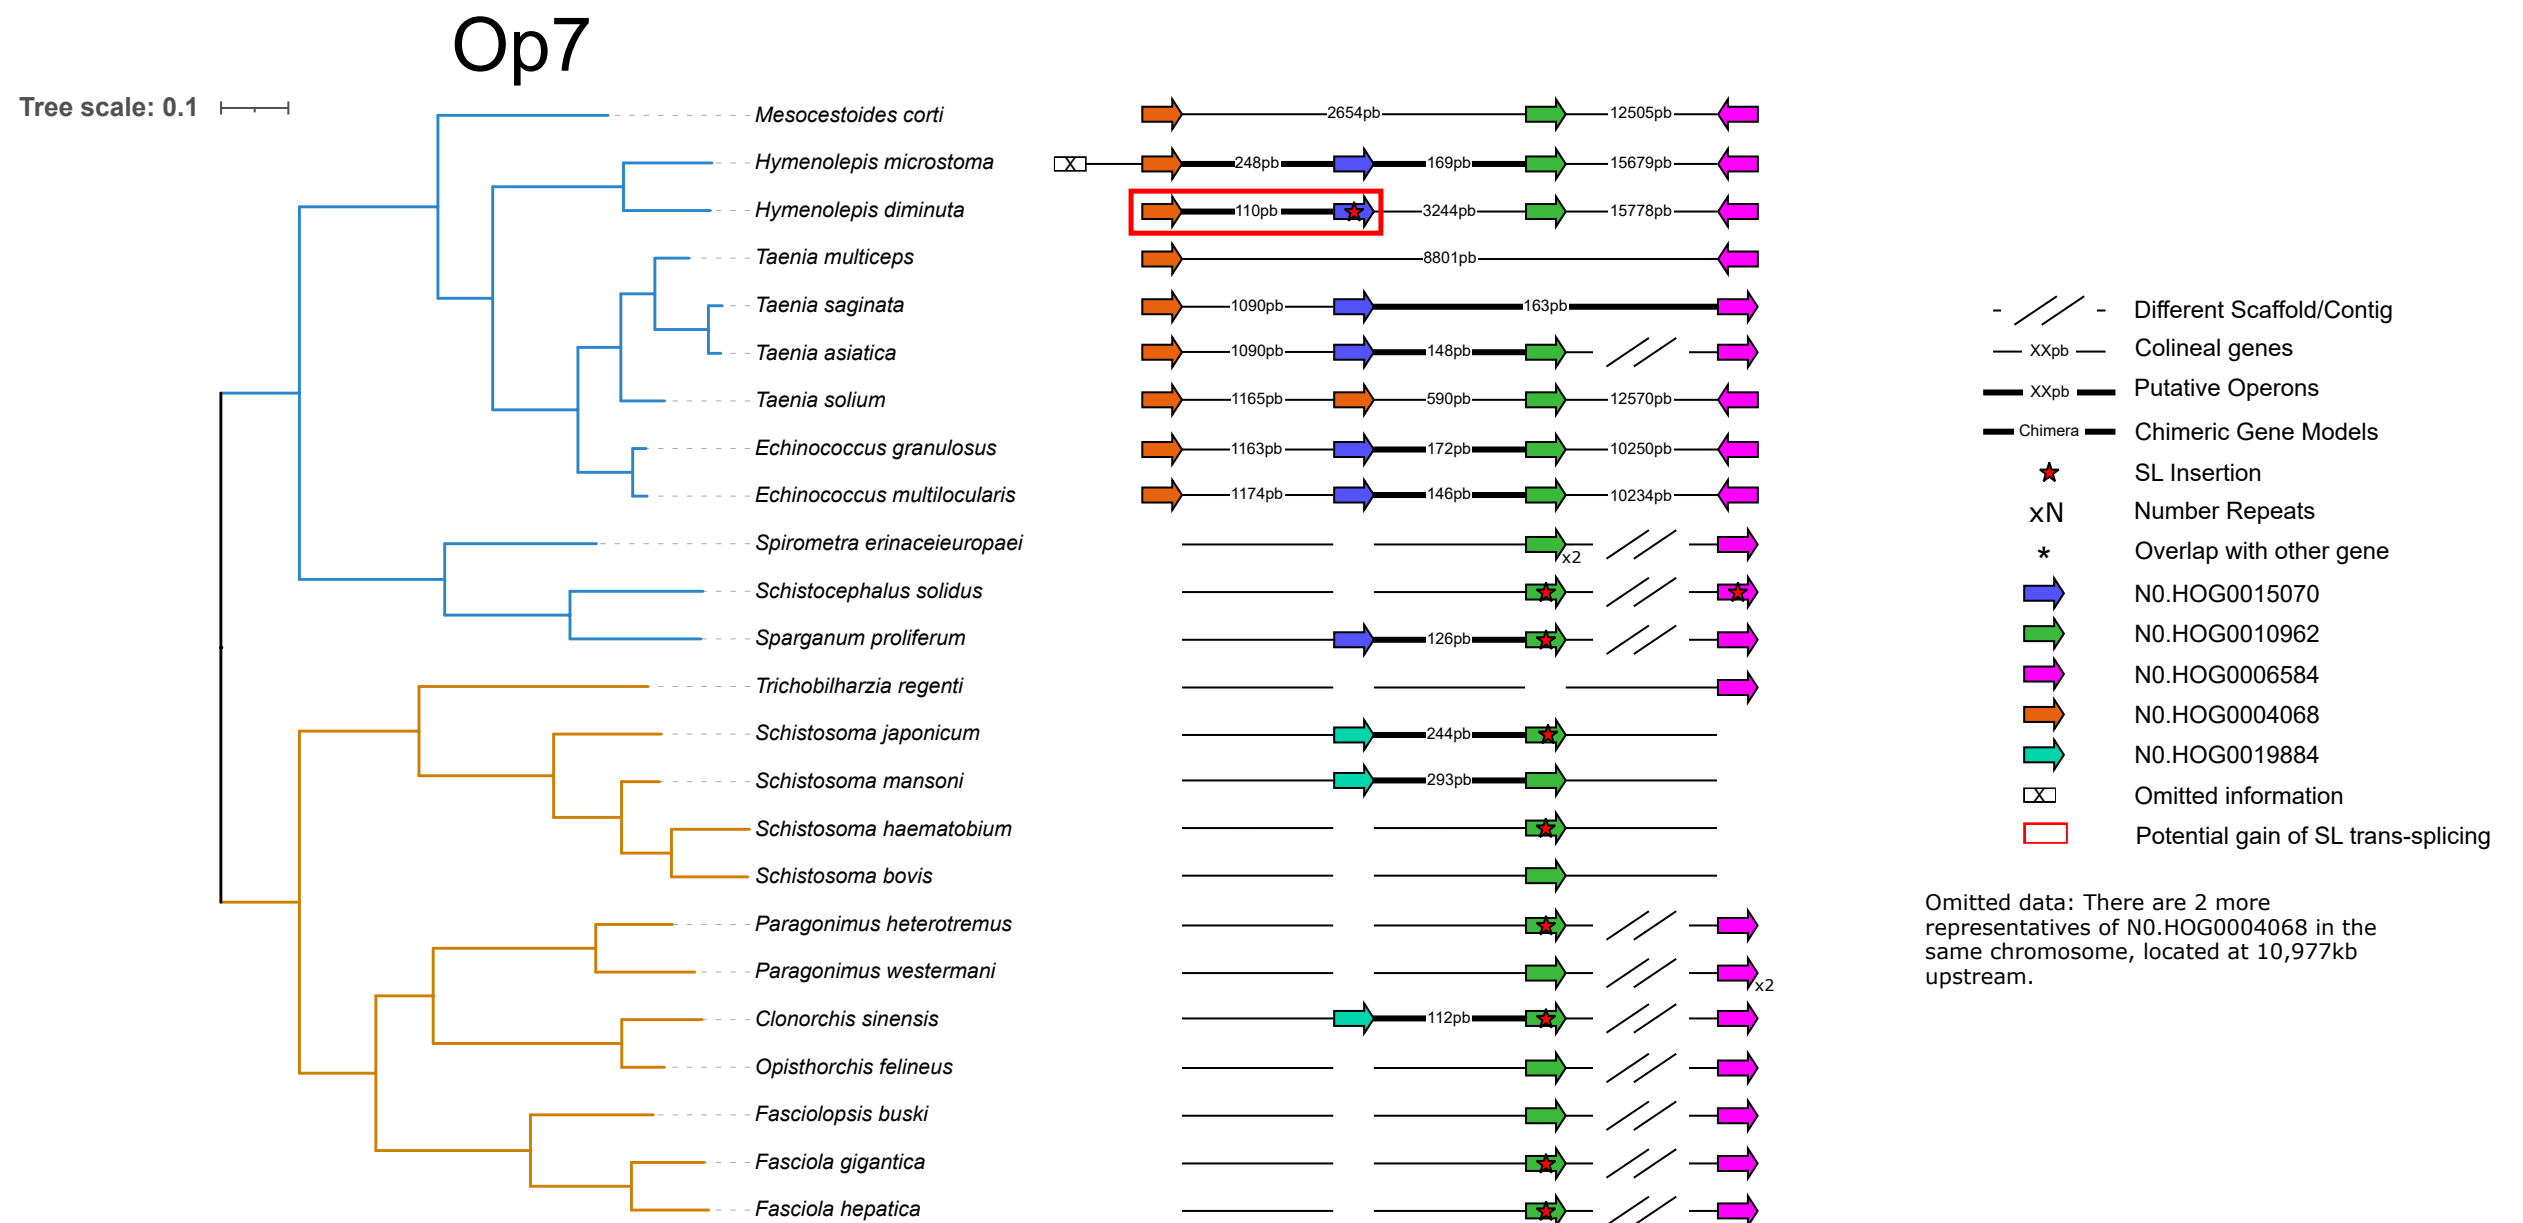 Op7
Tree scale: 0.1
Mesocestoides corti 2654pb 12505pb
Hymenolepis microstoma X 248pb 169pb 15679pb
Hymenolepis diminuta 110pb 3244pb 15778pb
Taenia multiceps 8801pb
Taenia saginata 1090pb 163pb
Taenia asiatica 1090pb 148pb
Taenia solium 1165pb 590pb 12570pb
Echinococcus granulosus 1163pb 172pb 10250pb
Echinococcus multilocularis 1174pb 146pb 10234pb
Spirometra erinaceieuropaei x2
Schistocephalus solidus
Sparganum proliferum 126pb
Trichobilharzia regenti
Schistosoma japonicum 244pb
Schistosoma mansoni 293pb
Schistosoma haematobium
Schistosoma bovis
Paragonimus heterotremus
Paragonimus westermani x2
Clonorchis sinensis 112pb
Opisthorchis felineus
Fasciolopsis buski
Fasciola gigantica
Fasciola hepatica
Different Scaffold/Contig
XXpb Colineal genes
XXpb Putative Operons
Chimera Chimeric Gene Models
SL Insertion
xN Number Repeats
* Overlap with other gene
N0.HOG0015070
N0.HOG0010962
N0.HOG0006584
N0.HOG0004068
N0.HOG0019884
X Omitted information
Potential gain of SL trans-splicing
Omitted data: There are 2 more
representatives of N0.HOG0004068 in the
same chromosome, located at 10,977kb
upstream.